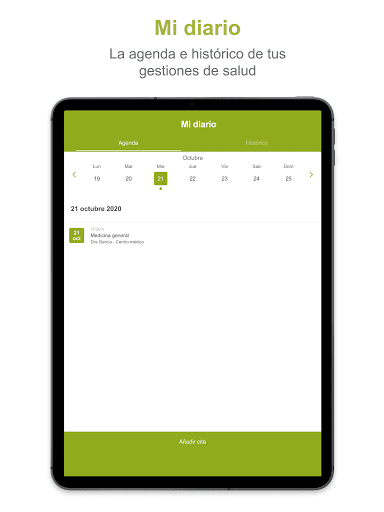 Mi diario
La agenda e histórico de tus
gestiones de salud
Mi diario
Agenda Histórico
Octubre
Lun Mar Mie Jue Vie Sab Dom
19 20 21 22 23 24 25
21 octubre 2020
21
oct
17:00 h
Medicina general
Dra. García - Centro médico
Añadir cita